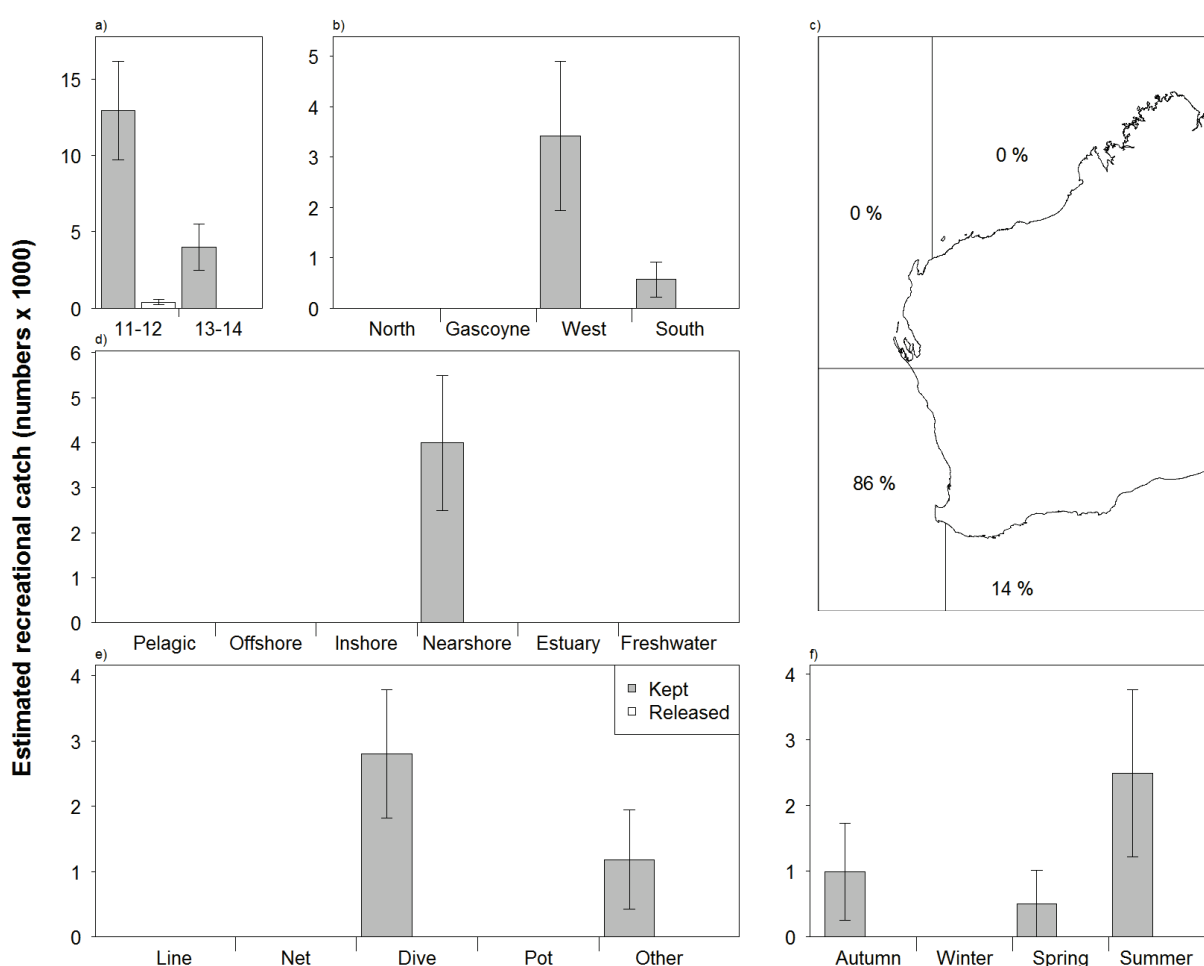 a)
15
10
5
0
11-12 13-14
b)
5
4
3
2
1
0
North Gascoyne West South
c)
0 %
0 %
86 %
14 %
Estimated recreational catch (numbers x 1000)
d)
6
5
4
3
2
1
0
Pelagic Offshore Inshore Nearshore Estuary Freshwater
e)
4
3
2
1
0
Kept
Released
Line Net Dive Pot Other
f)
4
3
2
1
0
Autumn Winter Spring Summer